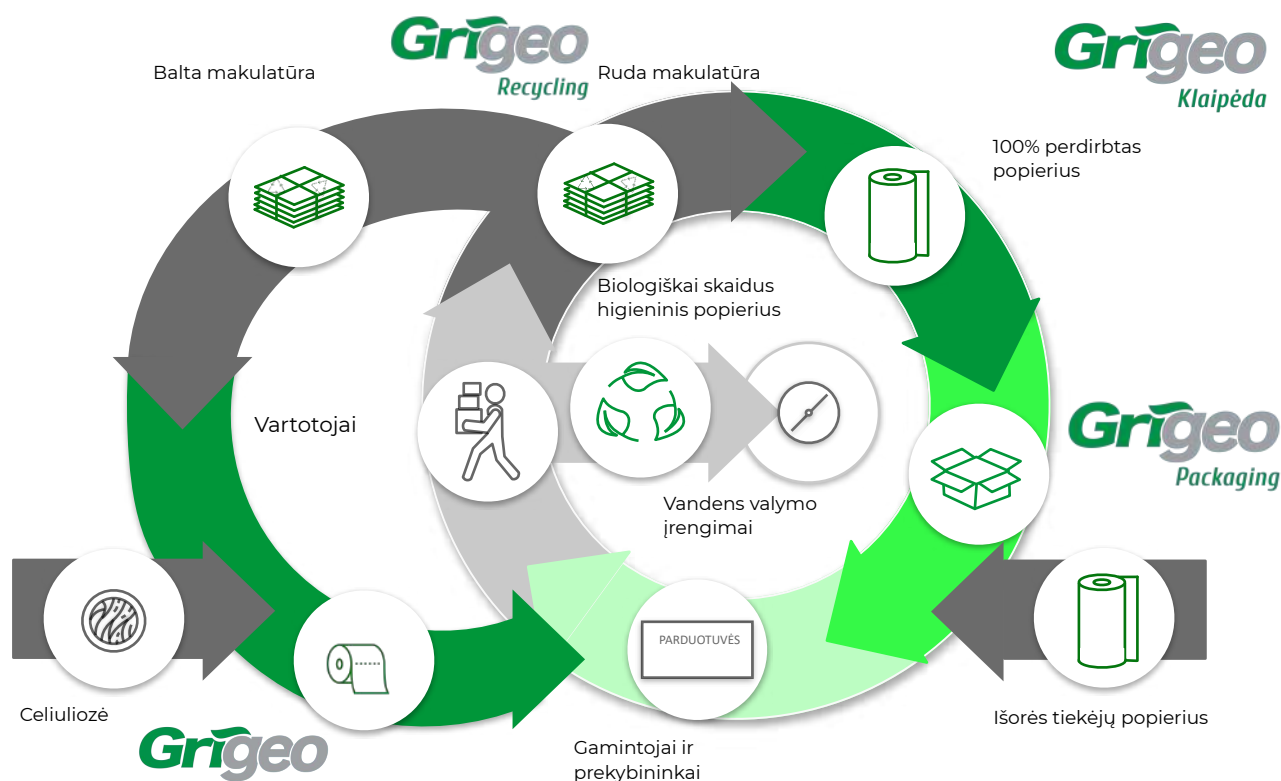 Grigeo
Recycling
Grigeo
Klaipėda
Balta makulatūra
Ruda makulatūra
100% perdirbtas
popierius
Biologiškai skaidus
higieninis popierius
Vartotojai
Grigeo
Packaging
Vandens valymo
įrengimai
PARDUOTUVĖS
Celiuliozė
Išorės tiekėjų popierius
Grigeo
Gamintojai ir
prekybininkai